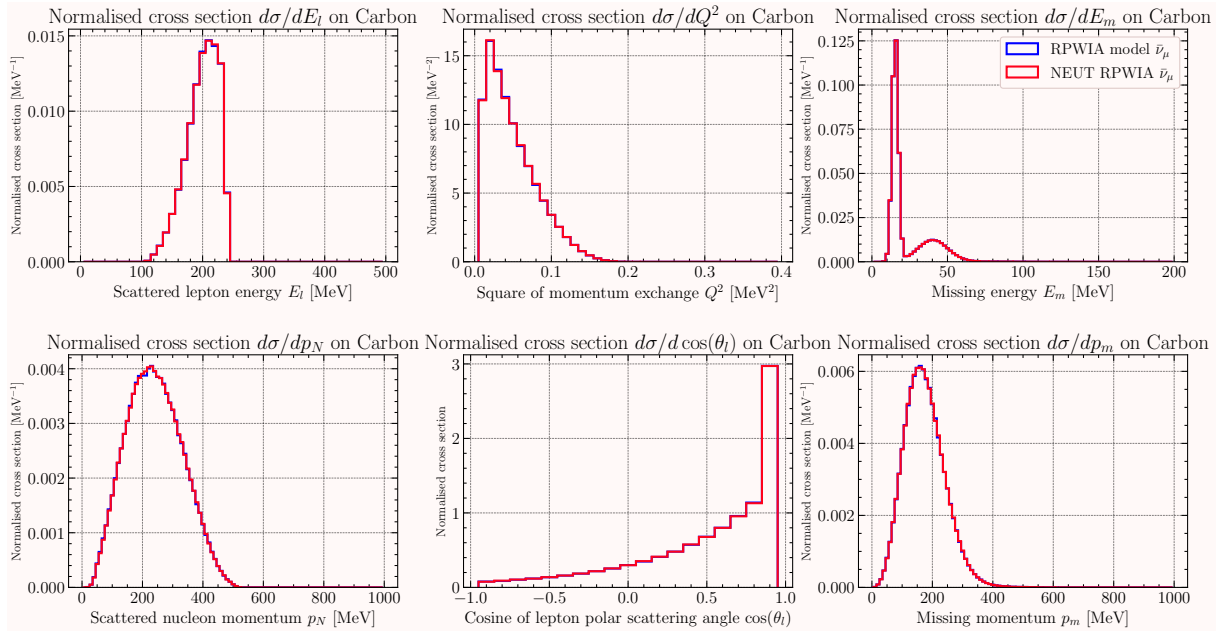 Normalised cross section dσ/dE_l on Carbon
Normalised cross section [MeV⁻¹]
0.015
0.010
0.005
0.000
0 100 200 300 400 500
Scattered lepton energy E_l [MeV]
Normalised cross section dσ/dQ² on Carbon
Normalised cross section [MeV⁻²]
15
10
5
0
0.0 0.1 0.2 0.3 0.4
Square of momentum exchange Q² [MeV²]
Normalised cross section dσ/dE_m on Carbon
Normalised cross section [MeV⁻¹]
0.125
0.100
0.075
0.050
0.025
0.000
0 50 100 150 200
Missing energy E_m [MeV]
RPWIA model ν̄_μ
NEUT RPWIA ν̄_μ
Normalised cross section dσ/dp_N on Carbon
Normalised cross section [MeV⁻¹]
0.004
0.003
0.002
0.001
0.000
0 200 400 600 800 1000
Scattered nucleon momentum p_N [MeV]
Normalised cross section dσ/d cos(θ_l) on Carbon
Normalised cross section
3
2
1
0
−1.0 −0.5 0.0 0.5 1.0
Cosine of lepton polar scattering angle cos(θ_l)
Normalised cross section dσ/dp_m on Carbon
Normalised cross section [MeV⁻¹]
0.006
0.004
0.002
0.000
0 200 400 600 800 1000
Missing momentum p_m [MeV]